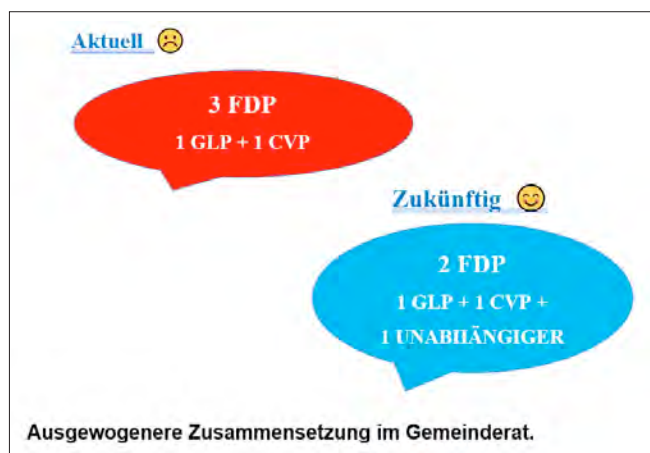 Aktuell
3 FDP
1 GLP + 1 CVP
Zukünftig
2 FDP
1 GLP + 1 CVP +
1 UNABHÄNGIGER
Ausgewogenere Zusammensetzung im Gemeinderat.